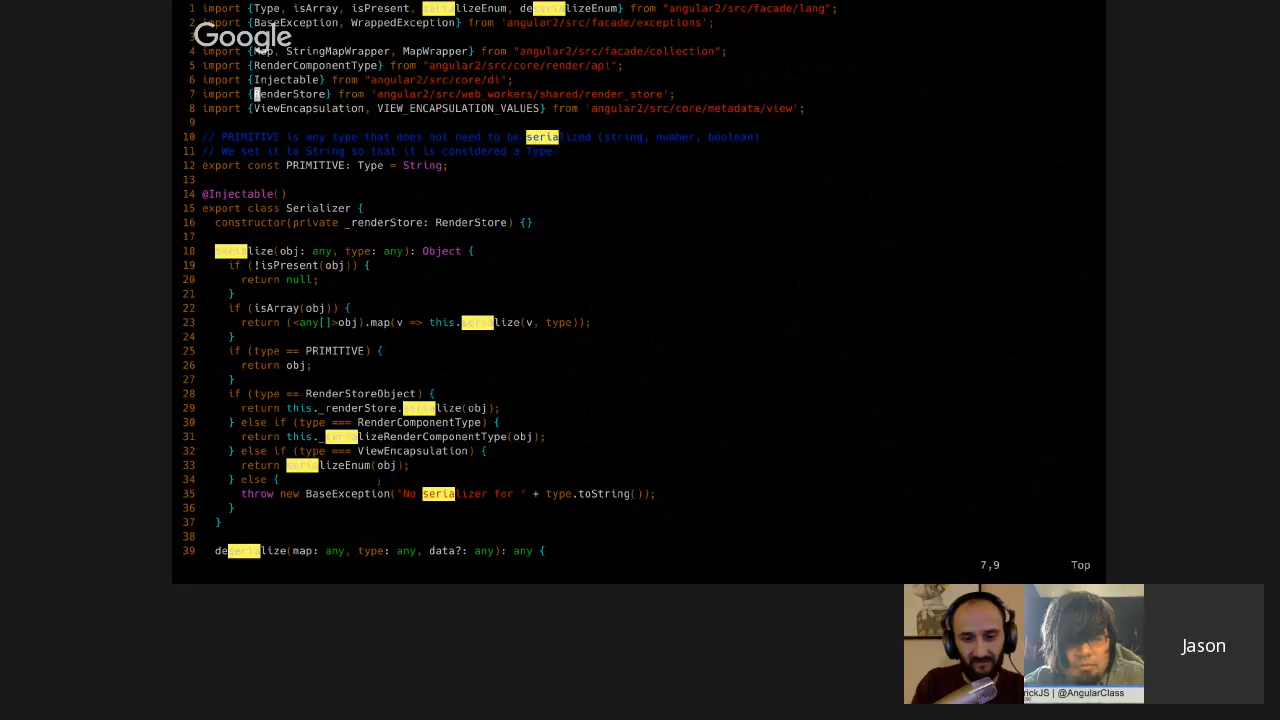 1 import {Type, isArray, isPresent, serializeEnum, deserializeEnum} from "angular2/src/facade/lang";
2 import {BaseException, WrappedException} from 'angular2/src/facade/exceptions';
3
Google
4 import {Map, StringMapWrapper, MapWrapper} from "angular2/src/facade/collection";
5 import {RenderComponentType} from "angular2/src/core/render/api";
6 import {Injectable} from "angular2/src/core/di";
7 import {RenderStore} from 'angular2/src/web_workers/shared/render_store';
8 import {ViewEncapsulation, VIEW_ENCAPSULATION_VALUES} from 'angular2/src/core/metadata/view';
9
10 // PRIMITIVE is any type that does not need to be serialized (string, number, boolean)
11 // We set it to String so that it is considered a Type.
12 export const PRIMITIVE: Type = String;
13
14 @Injectable()
15 export class Serializer {
16 constructor(private _renderStore: RenderStore) {}
17
18 serialize(obj: any, type: any): Object {
19 if (!isPresent(obj)) {
20 return null;
21 }
22 if (isArray(obj)) {
23 return (<any[]>obj).map(v => this.serialize(v, type));
24 }
25 if (type == PRIMITIVE) {
26 return obj;
27 }
28 if (type == RenderStoreObject) {
29 return this._renderStore.serialize(obj);
30 } else if (type === RenderComponentType) {
31 return this._serializeRenderComponentType(obj);
32 } else if (type === ViewEncapsulation) {
33 return serializeEnum(obj);
34 } else {
35 throw new BaseException("No serializer for " + type.toString());
36 }
37 }
38
39 deserialize(map: any, type: any, data?: any): any {
7,9 Top
Jason
rickJS | @AngularClass